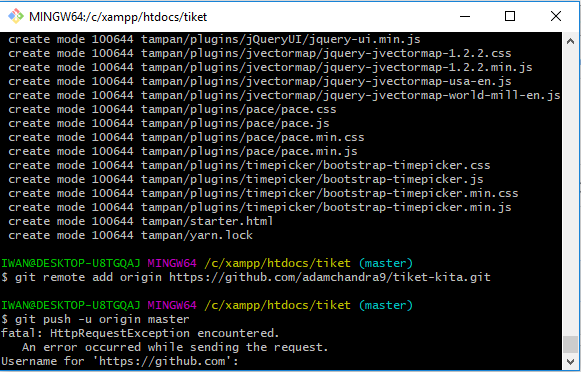 MINGW64:/c/xampp/htdocs/tiket
create mode 100644 tampan/plugins/jQueryUI/jquery-ui.min.js
create mode 100644 tampan/plugins/jvectormap/jquery-jvectormap-1.2.2.css
create mode 100644 tampan/plugins/jvectormap/jquery-jvectormap-1.2.2.min.js
create mode 100644 tampan/plugins/jvectormap/jquery-jvectormap-usa-en.js
create mode 100644 tampan/plugins/jvectormap/jquery-jvectormap-world-mill-en.js
create mode 100644 tampan/plugins/pace/pace.css
create mode 100644 tampan/plugins/pace/pace.js
create mode 100644 tampan/plugins/pace/pace.min.css
create mode 100644 tampan/plugins/pace/pace.min.js
create mode 100644 tampan/plugins/timepicker/bootstrap-timepicker.css
create mode 100644 tampan/plugins/timepicker/bootstrap-timepicker.js
create mode 100644 tampan/plugins/timepicker/bootstrap-timepicker.min.css
create mode 100644 tampan/plugins/timepicker/bootstrap-timepicker.min.js
create mode 100644 tampan/starter.html
create mode 100644 tampan/yarn.lock
IWAN@DESKTOP-U8TGQAJ MINGW64 /c/xampp/htdocs/tiket (master)
$ git remote add origin https://github.com/adamchandra9/tiket-kita.git
IWAN@DESKTOP-U8TGQAJ MINGW64 /c/xampp/htdocs/tiket (master)
$ git push -u origin master
fatal: HttpRequestException encountered.
An error occurred while sending the request.
Username for 'https://github.com':